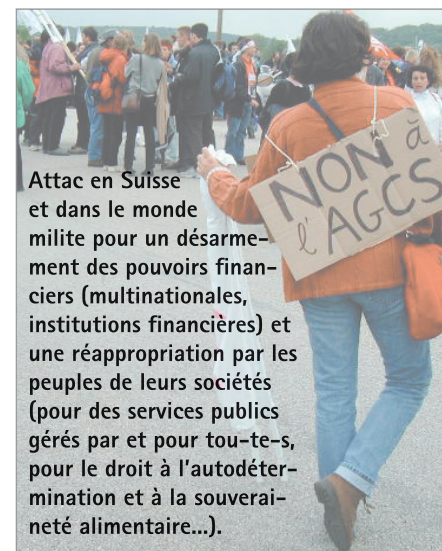 NON à
l'AGCS
Attac en Suisse
et dans le monde
milite pour un désarme-
ment des pouvoirs finan-
ciers (multinationales,
institutions financières) et
une réappropriation par les
peuples de leurs sociétés
(pour des services publics
gérés par et pour tou-te-s,
pour le droit à l'autodéter-
mination et à la souverai-
neté alimentaire...).